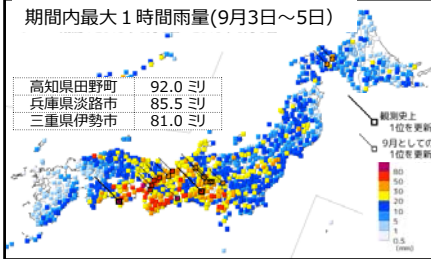 期間内最大１時間雨量(9月3日～5日)
高知県田野町 92.0 ミリ
兵庫県淡路市 85.5 ミリ
三重県伊勢市 81.0 ミリ
観測史上
1位を更新
9月としての
1位を更新
80
50
30
20
10
5
1
0.5
(mm)